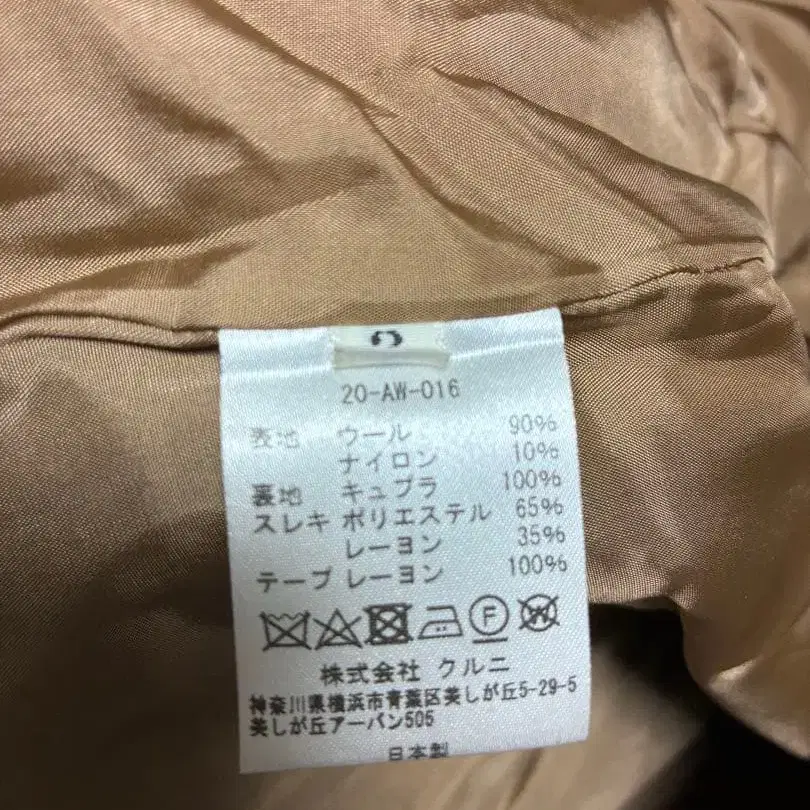 20-AW-016
表地 ウール 90%
ナイロン 10%
裏地 キュプラ 100%
スレキ ポリエステル 65%
レーヨン 35%
テープ レーヨン 100%
F W
株式会社 クルニ
神奈川県横浜市青葉区美しが丘5-29-5
美しが丘アーバン505
日本製